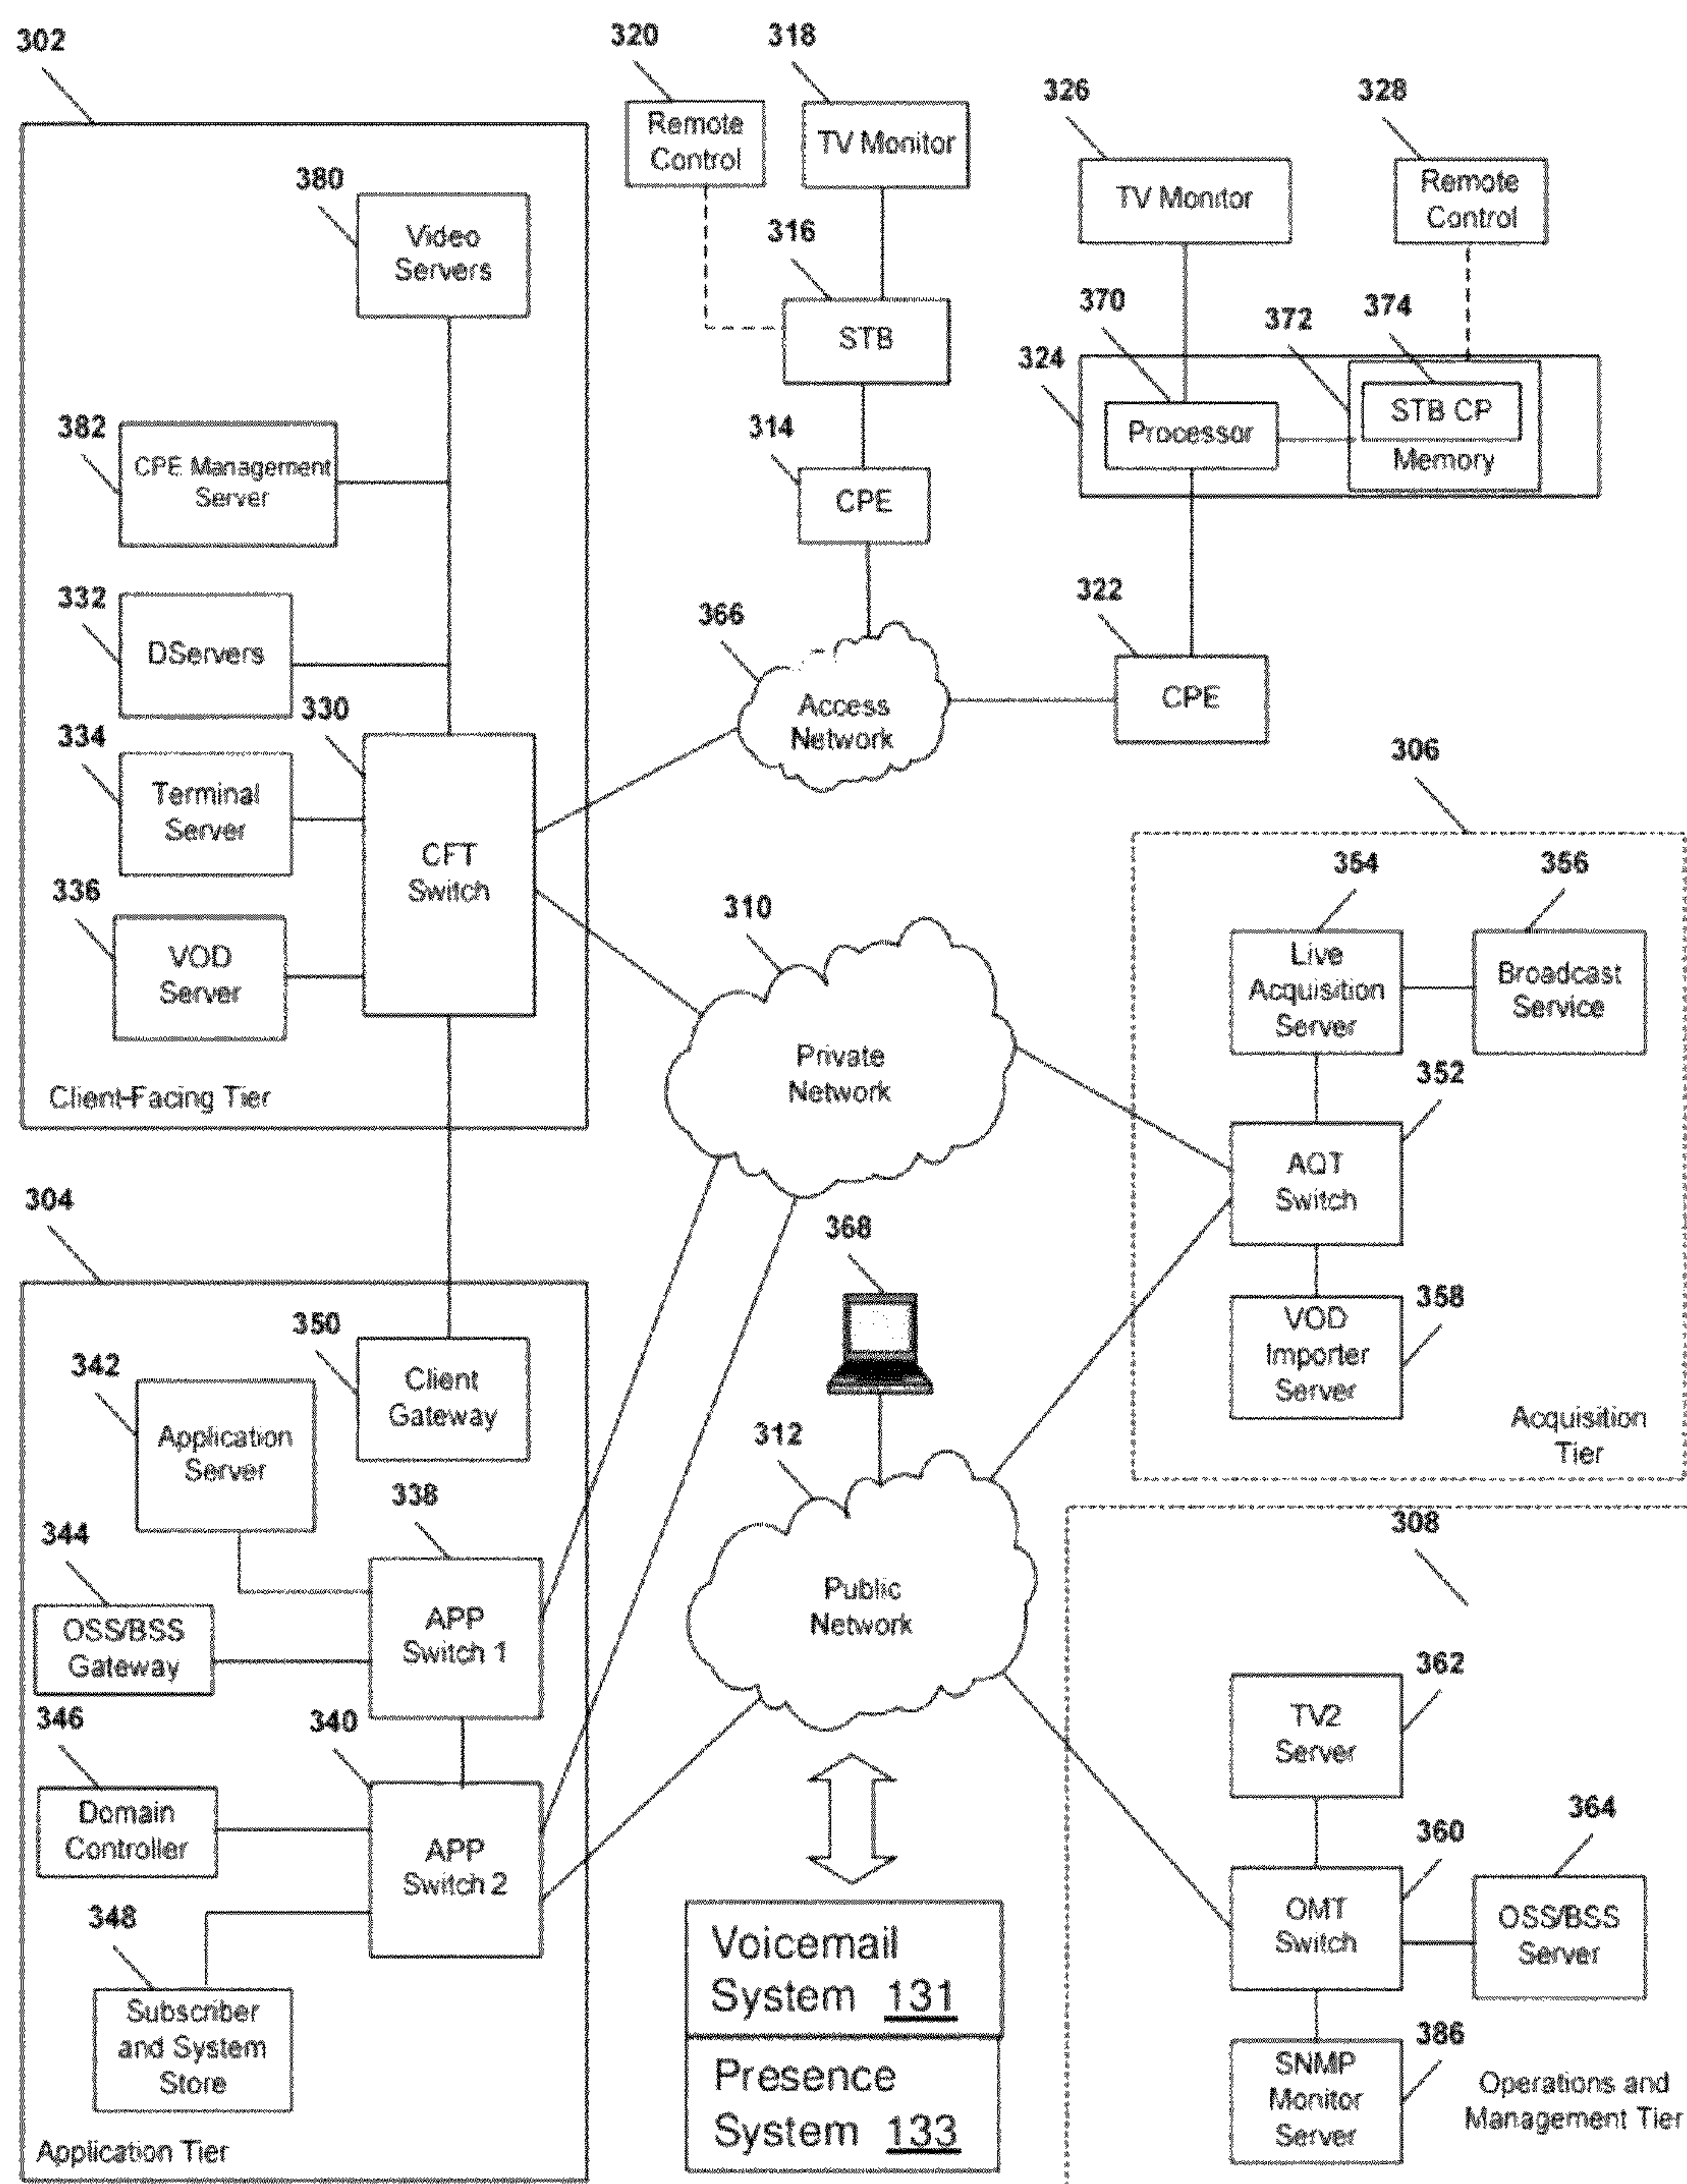 302
380
Video
Servers
382
CPE Management
Server
332
DServers
330
334
Terminal
Server
CFT
Switch
336
VOD
Server
Client-Facing Tier
320
318
Remote
Control
TV Monitor
316
STB
314
CPE
366
Access
Network
326
328
TV Monitor
Remote
Control
370
372
374
324
Processor
STB CP
Memory
322
CPE
310
Private
Network
306
354
356
Live
Acquisition
Server
Broadcast
Service
352
AQT
Switch
358
VOD
Importer
Server
Acquisition
Tier
304
350
Client
Gateway
342
Application
Server
338
344
OSS/BSS
Gateway
APP
Switch 1
346
340
Domain
Controller
APP
Switch 2
348
Subscriber
and System
Store
Application Tier
368
312
Public
Network
Voicemail
System 131
Presence
System 133
308
362
TV2
Server
360
364
OMT
Switch
OSS/BSS
Server
386
SNMP
Monitor
Server
Operations and
Management Tier